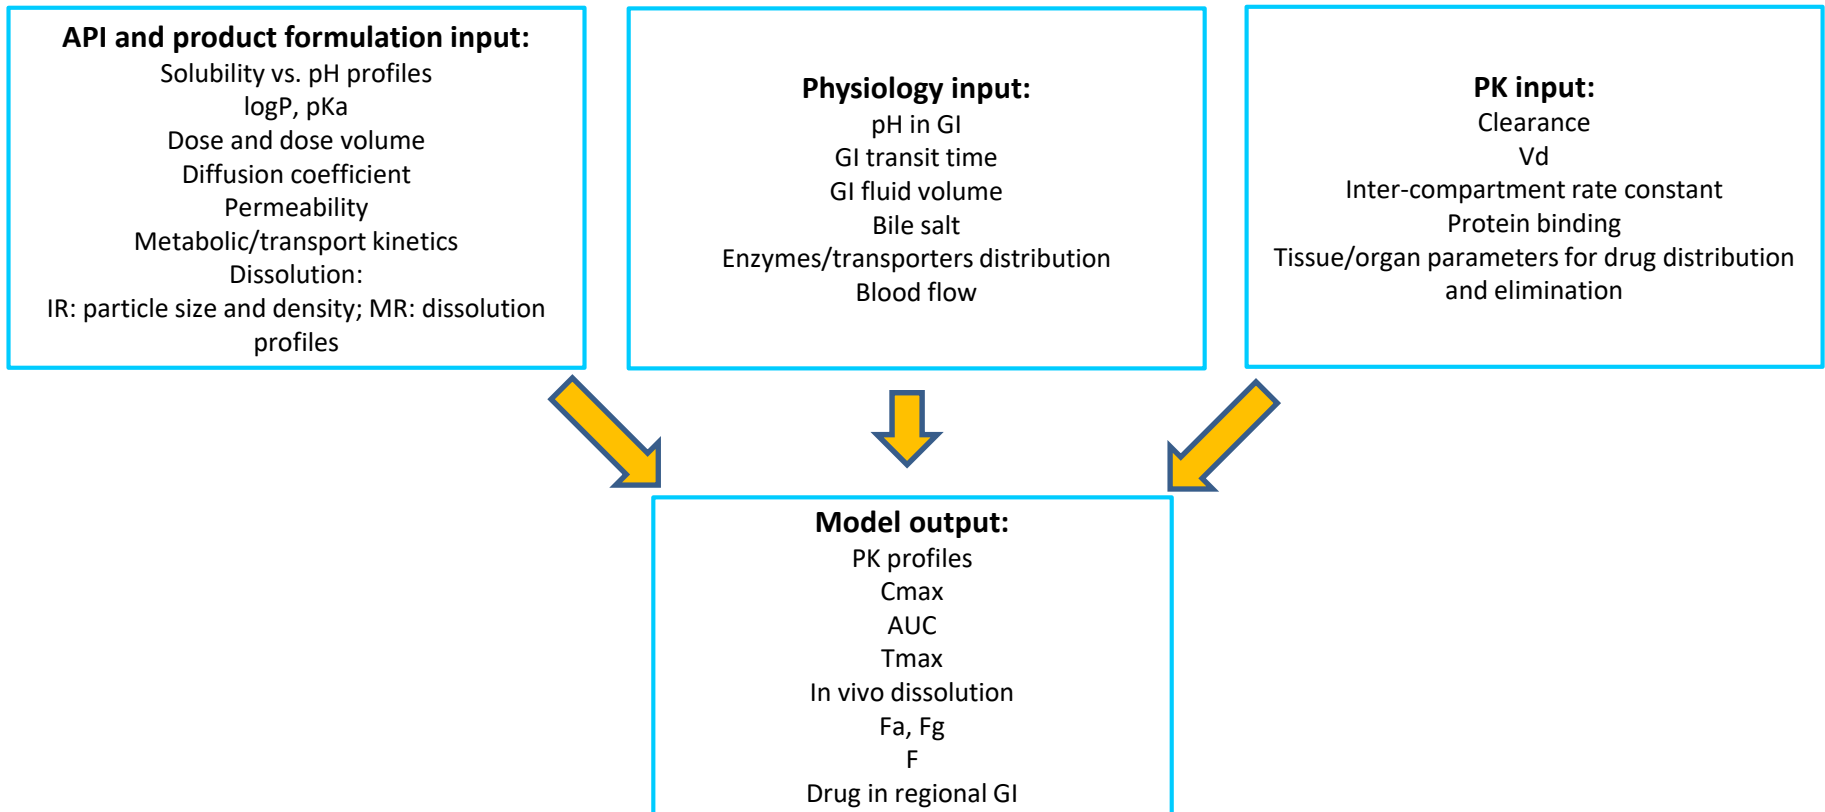 API and product formulation input:
Solubility vs. pH profiles
logP, pKa
Dose and dose volume
Diffusion coefficient
Permeability
Metabolic/transport kinetics
Dissolution:
IR: particle size and density; MR: dissolution
profiles
Physiology input:
pH in GI
GI transit time
GI fluid volume
Bile salt
Enzymes/transporters distribution
Blood flow
PK input:
Clearance
Vd
Inter-compartment rate constant
Protein binding
Tissue/organ parameters for drug distribution
and elimination
Model output:
PK profiles
Cmax
AUC
Tmax
In vivo dissolution
Fa, Fg
F
Drug in regional GI